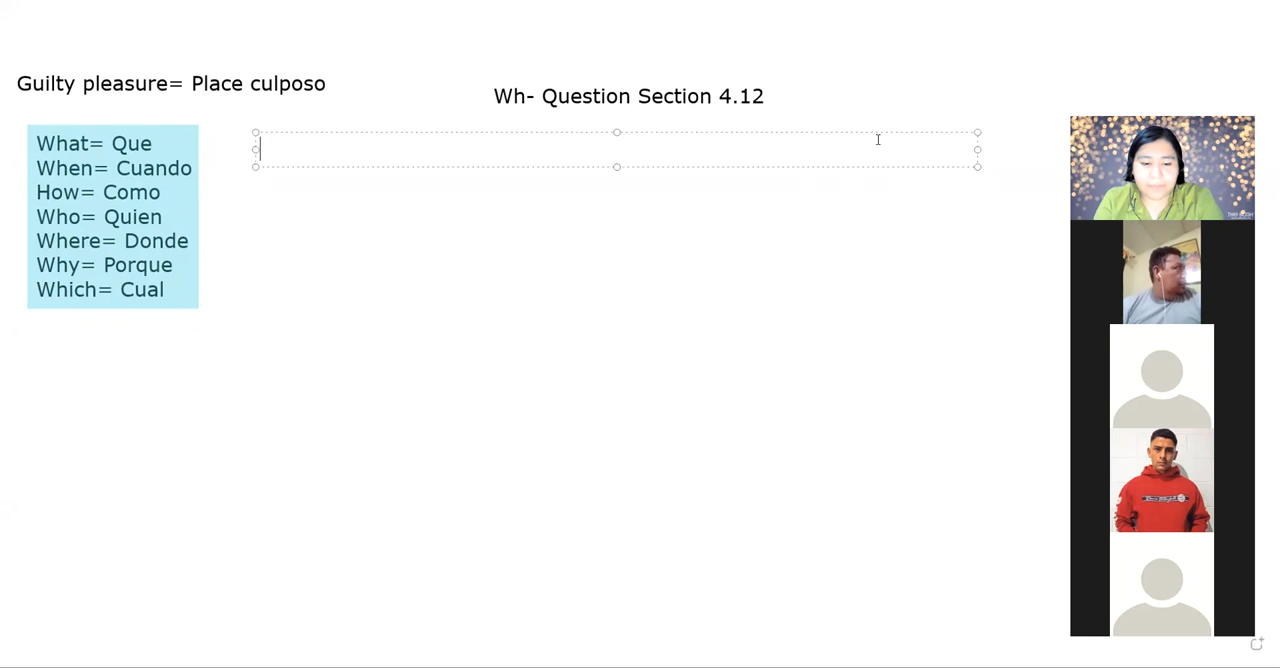 Guilty pleasure= Place culposo
Wh- Question Section 4.12
What= Que
When= Cuando
How= Como
Who= Quien
Where= Donde
Why= Porque
Which= Cual